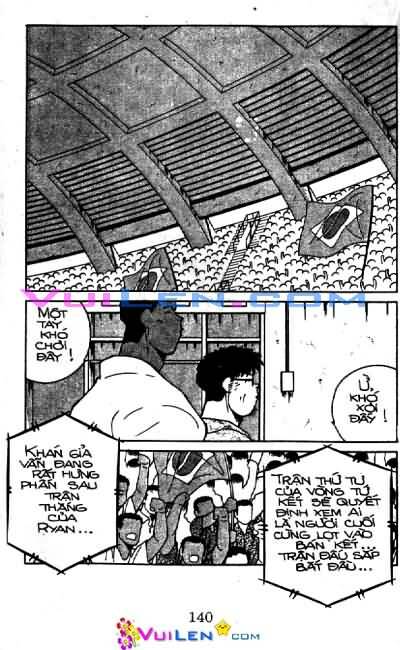 VUILEN.COM
MỘT
TAY
KHÓ
CHƠI
ĐÂY !
Ừ,
KHÓ
XƠI
ĐÂY !
KHÁN GIẢ
VẪN ĐANG
RẤT HƯNG
PHẤN SAU
TRẬN
THẮNG
CỦA
RYAN...
TRẬN THỨ TƯ
CỦA VÒNG TỨ
KẾT SẼ QUYẾT
ĐỊNH XEM AI
LÀ NGƯỜI CUỐI
CÙNG LỌT VÀO
BÁN KẾT...
TRẬN ĐẤU SẮP
BẮT ĐẦU...
140
VUILEN.COM